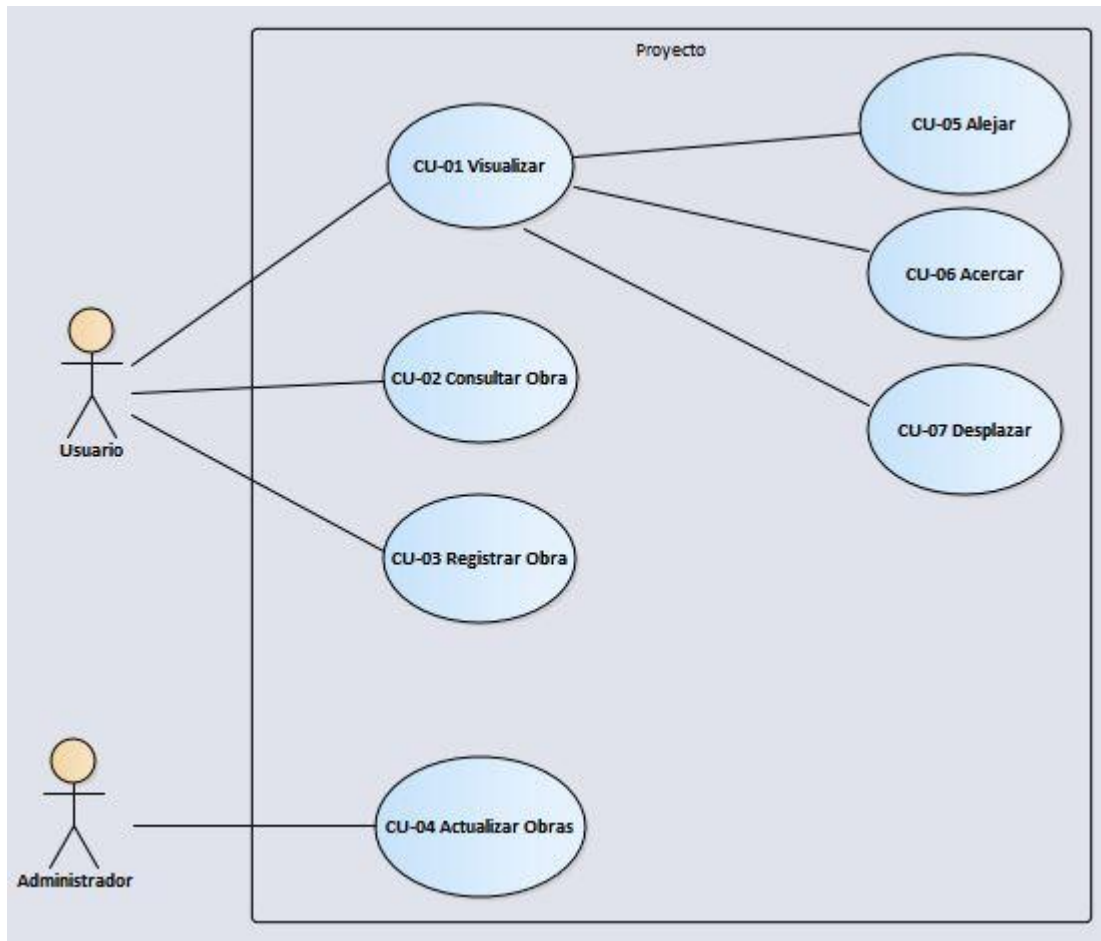 Proyecto
CU-05 Alejar
CU-01 Visualizar
CU-06 Acercar
CU-02 Consultar Obra
CU-07 Desplazar
Usuario
CU-03 Registrar Obra
CU-04 Actualizar Obras
Administrador